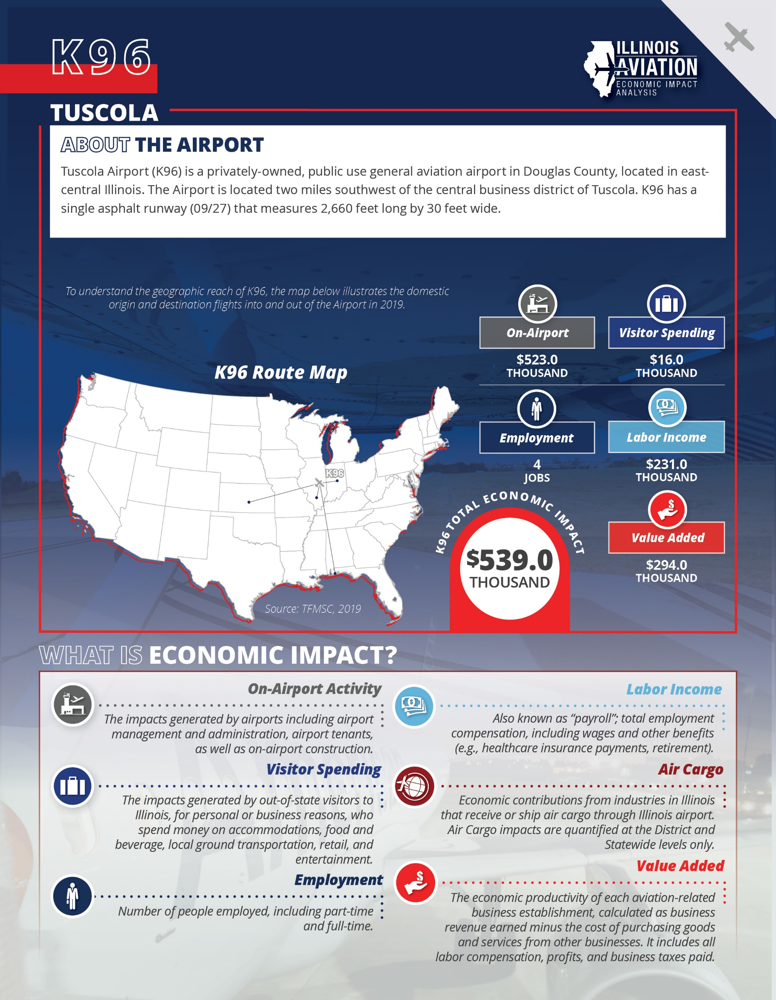 K96
ILLINOIS
AVIATION
ECONOMIC IMPACT
ANALYSIS
TUSCOLA
ABOUT THE AIRPORT
Tuscola Airport (K96) is a privately-owned, public use general aviation airport in Douglas County, located in east-
central Illinois. The Airport is located two miles southwest of the central business district of Tuscola. K96 has a
single asphalt runway (09/27) that measures 2,660 feet long by 30 feet wide.
To understand the geographic reach of K96, the map below illustrates the domestic
origin and destination flights into and out of the Airport in 2019.
K96 Route Map
K96
Source: TFMSC, 2019
On-Airport
$523.0
THOUSAND
Visitor Spending
$16.0
THOUSAND
Employment
4
JOBS
Labor Income
$231.0
THOUSAND
K96 TOTAL ECONOMIC IMPACT
$539.0
THOUSAND
Value Added
$294.0
THOUSAND
WHAT IS ECONOMIC IMPACT?
On-Airport Activity
The impacts generated by airports including airport
management and administration, airport tenants,
as well as on-airport construction.
Visitor Spending
The impacts generated by out-of-state visitors to
Illinois, for personal or business reasons, who
spend money on accommodations, food and
beverage, local ground transportation, retail, and
entertainment.
Employment
Number of people employed, including part-time
and full-time.
Labor Income
Also known as “payroll”; total employment
compensation, including wages and other benefits
(e.g., healthcare insurance payments, retirement).
Air Cargo
Economic contributions from industries in Illinois
that receive or ship air cargo through Illinois airport.
Air Cargo impacts are quantified at the District and
Statewide levels only.
Value Added
The economic productivity of each aviation-related
business establishment, calculated as business
revenue earned minus the cost of purchasing goods
and services from other businesses. It includes all
labor compensation, profits, and business taxes paid.